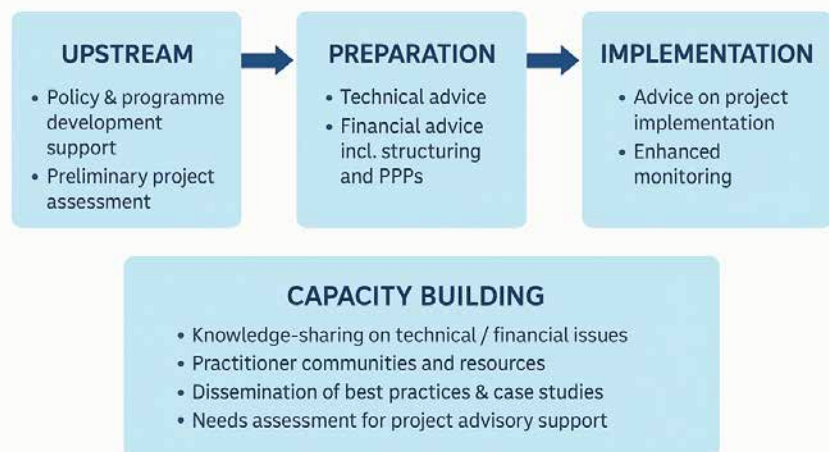 UPSTREAM
• Policy & programme
development
support
• Preliminary project
assessment
PREPARATION
• Technical advice
• Financial advice
incl. structuring
and PPPs
IMPLEMENTATION
• Advice on project
implementation
• Enhanced
monitoring
CAPACITY BUILDING
• Knowledge-sharing on technical / financial issues
• Practitioner communities and resources
• Dissemination of best practices & case studies
• Needs assessment for project advisory support